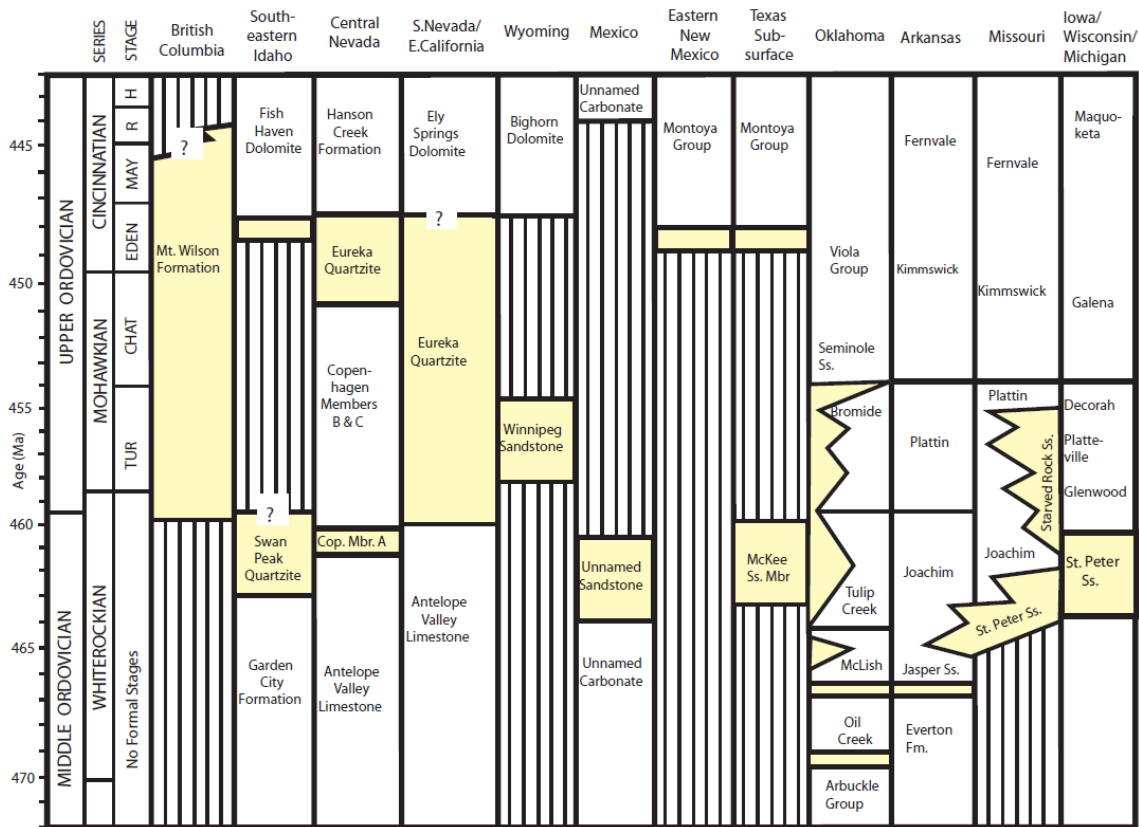 SERIES
STAGE
British
Columbia
South-
eastern
Idaho
Central
Nevada
S.Nevada/
E.California
Wyoming
Mexico
Eastern
New
Mexico
Texas
Sub-
surface
Oklahoma
Arkansas
Missouri
Iowa/
Wisconsin/
Michigan
Age (Ma)
445
450
455
460
465
470
UPPER ORDOVICIAN
MIDDLE ORDOVICIAN
CINCINNATIAN
MOHAWKIAN
WHITEROCKIAN
H
R
MAY
EDEN
CHAT
TUR
No Formal Stages
?
Mt. Wilson
Formation
Fish
Haven
Dolomite
?
Swan
Peak
Quartzite
Garden
City
Formation
Hanson
Creek
Formation
Eureka
Quartzite
Copen-
hagen
Members
B & C
Cop. Mbr. A
Antelope
Valley
Limestone
Ely
Springs
Dolomite
?
Eureka
Quartzite
Antelope
Valley
Limestone
Bighorn
Dolomite
Winnipeg
Sandstone
Unnamed
Carbonate
Unnamed
Sandstone
Unnamed
Carbonate
Montoya
Group
Montoya
Group
McKee
Ss. Mbr
Viola
Group
Seminole
Ss.
Bromide
Tulip
Creek
McLish
Oil
Creek
Arbuckle
Group
Fernvale
Kimmswick
Plattin
Joachim
Jasper Ss.
Everton
Fm.
Fernvale
Kimmswick
Plattin
Starved Rock Ss.
Joachim
St. Peter Ss.
Maquo-
keta
Galena
Decorah
Platte-
ville
Glenwood
St. Peter
Ss.